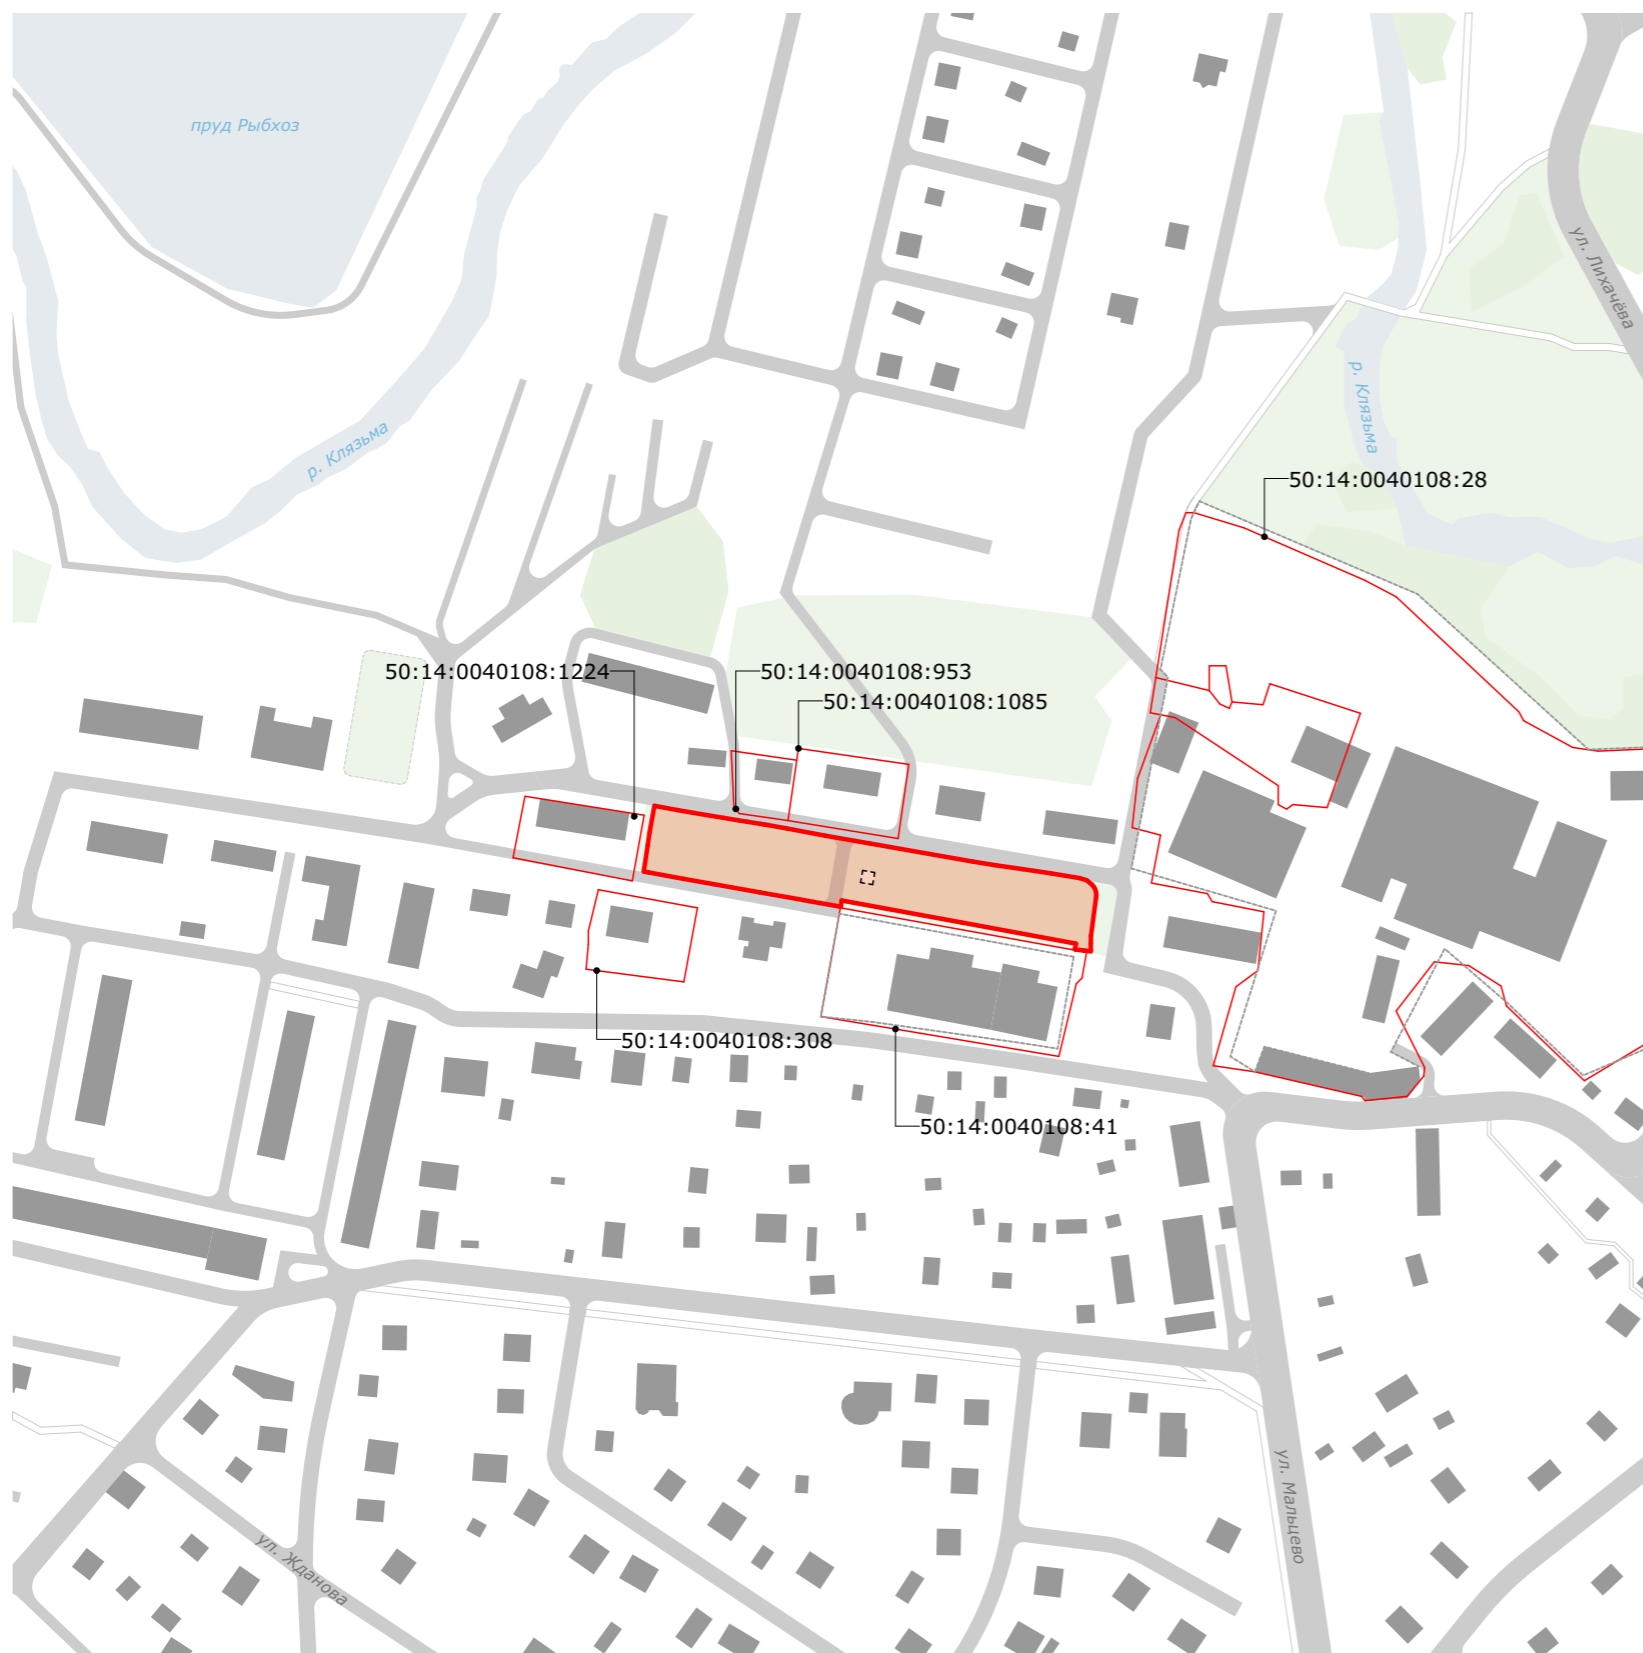 пруд Рыбхоз
ул. Лихачёва
р. Клязьма
р. Клязьма
50:14:0040108:28
50:14:0040108:1224
50:14:0040108:953
50:14:0040108:1085
50:14:0040108:308
50:14:0040108:41
ул. Мальцево
ул. Жданова